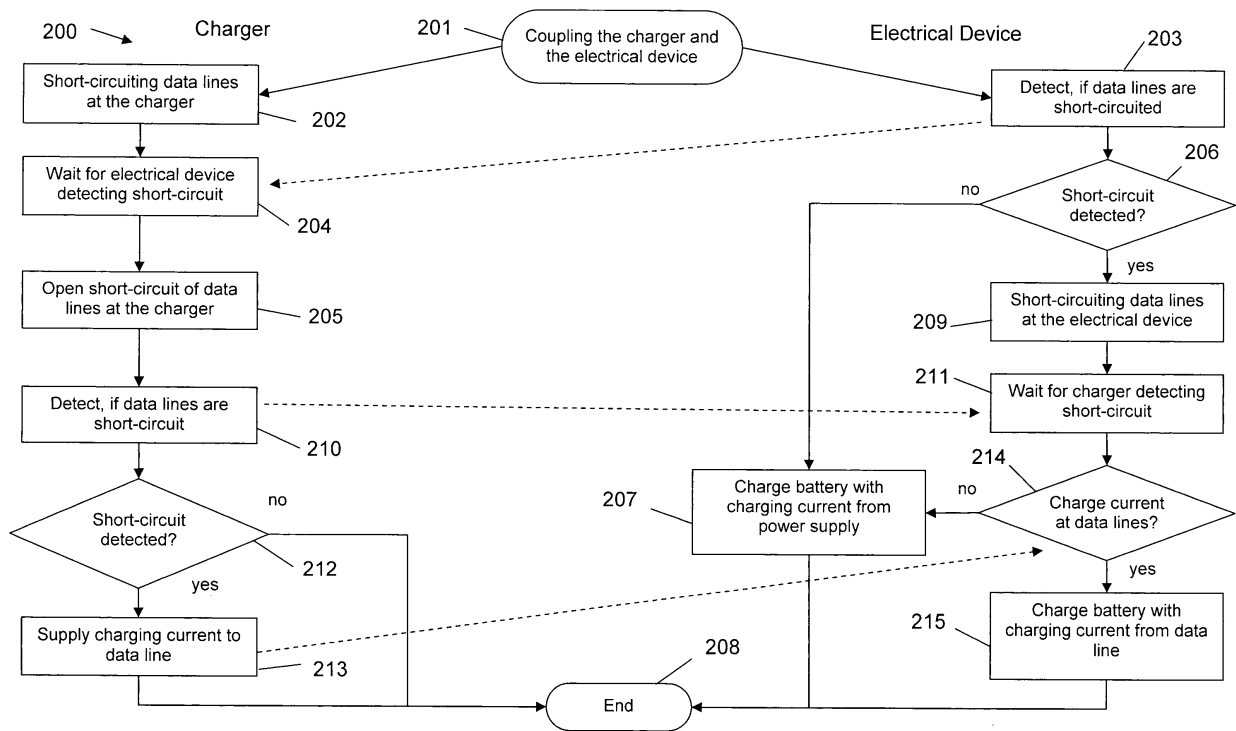 200
Charger
201
Coupling the charger and
the electrical device
Electrical Device
203
Short-circuiting data lines
at the charger
202
Detect, if data lines are
short-circuited
Wait for electrical device
detecting short-circuit
204
206
Short-circuit
detected?
no
yes
Open short-circuit of data
lines at the charger
205
Short-circuiting data lines
at the electrical device
209
211
Wait for charger detecting
short-circuit
Detect, if data lines are
short-circuit
210
214
Charge current
at data lines?
no
yes
207
Charge battery with
charging current from
power supply
Short-circuit
detected?
no
212
yes
Supply charging current to
data line
213
215
Charge battery with
charging current from data
line
208
End